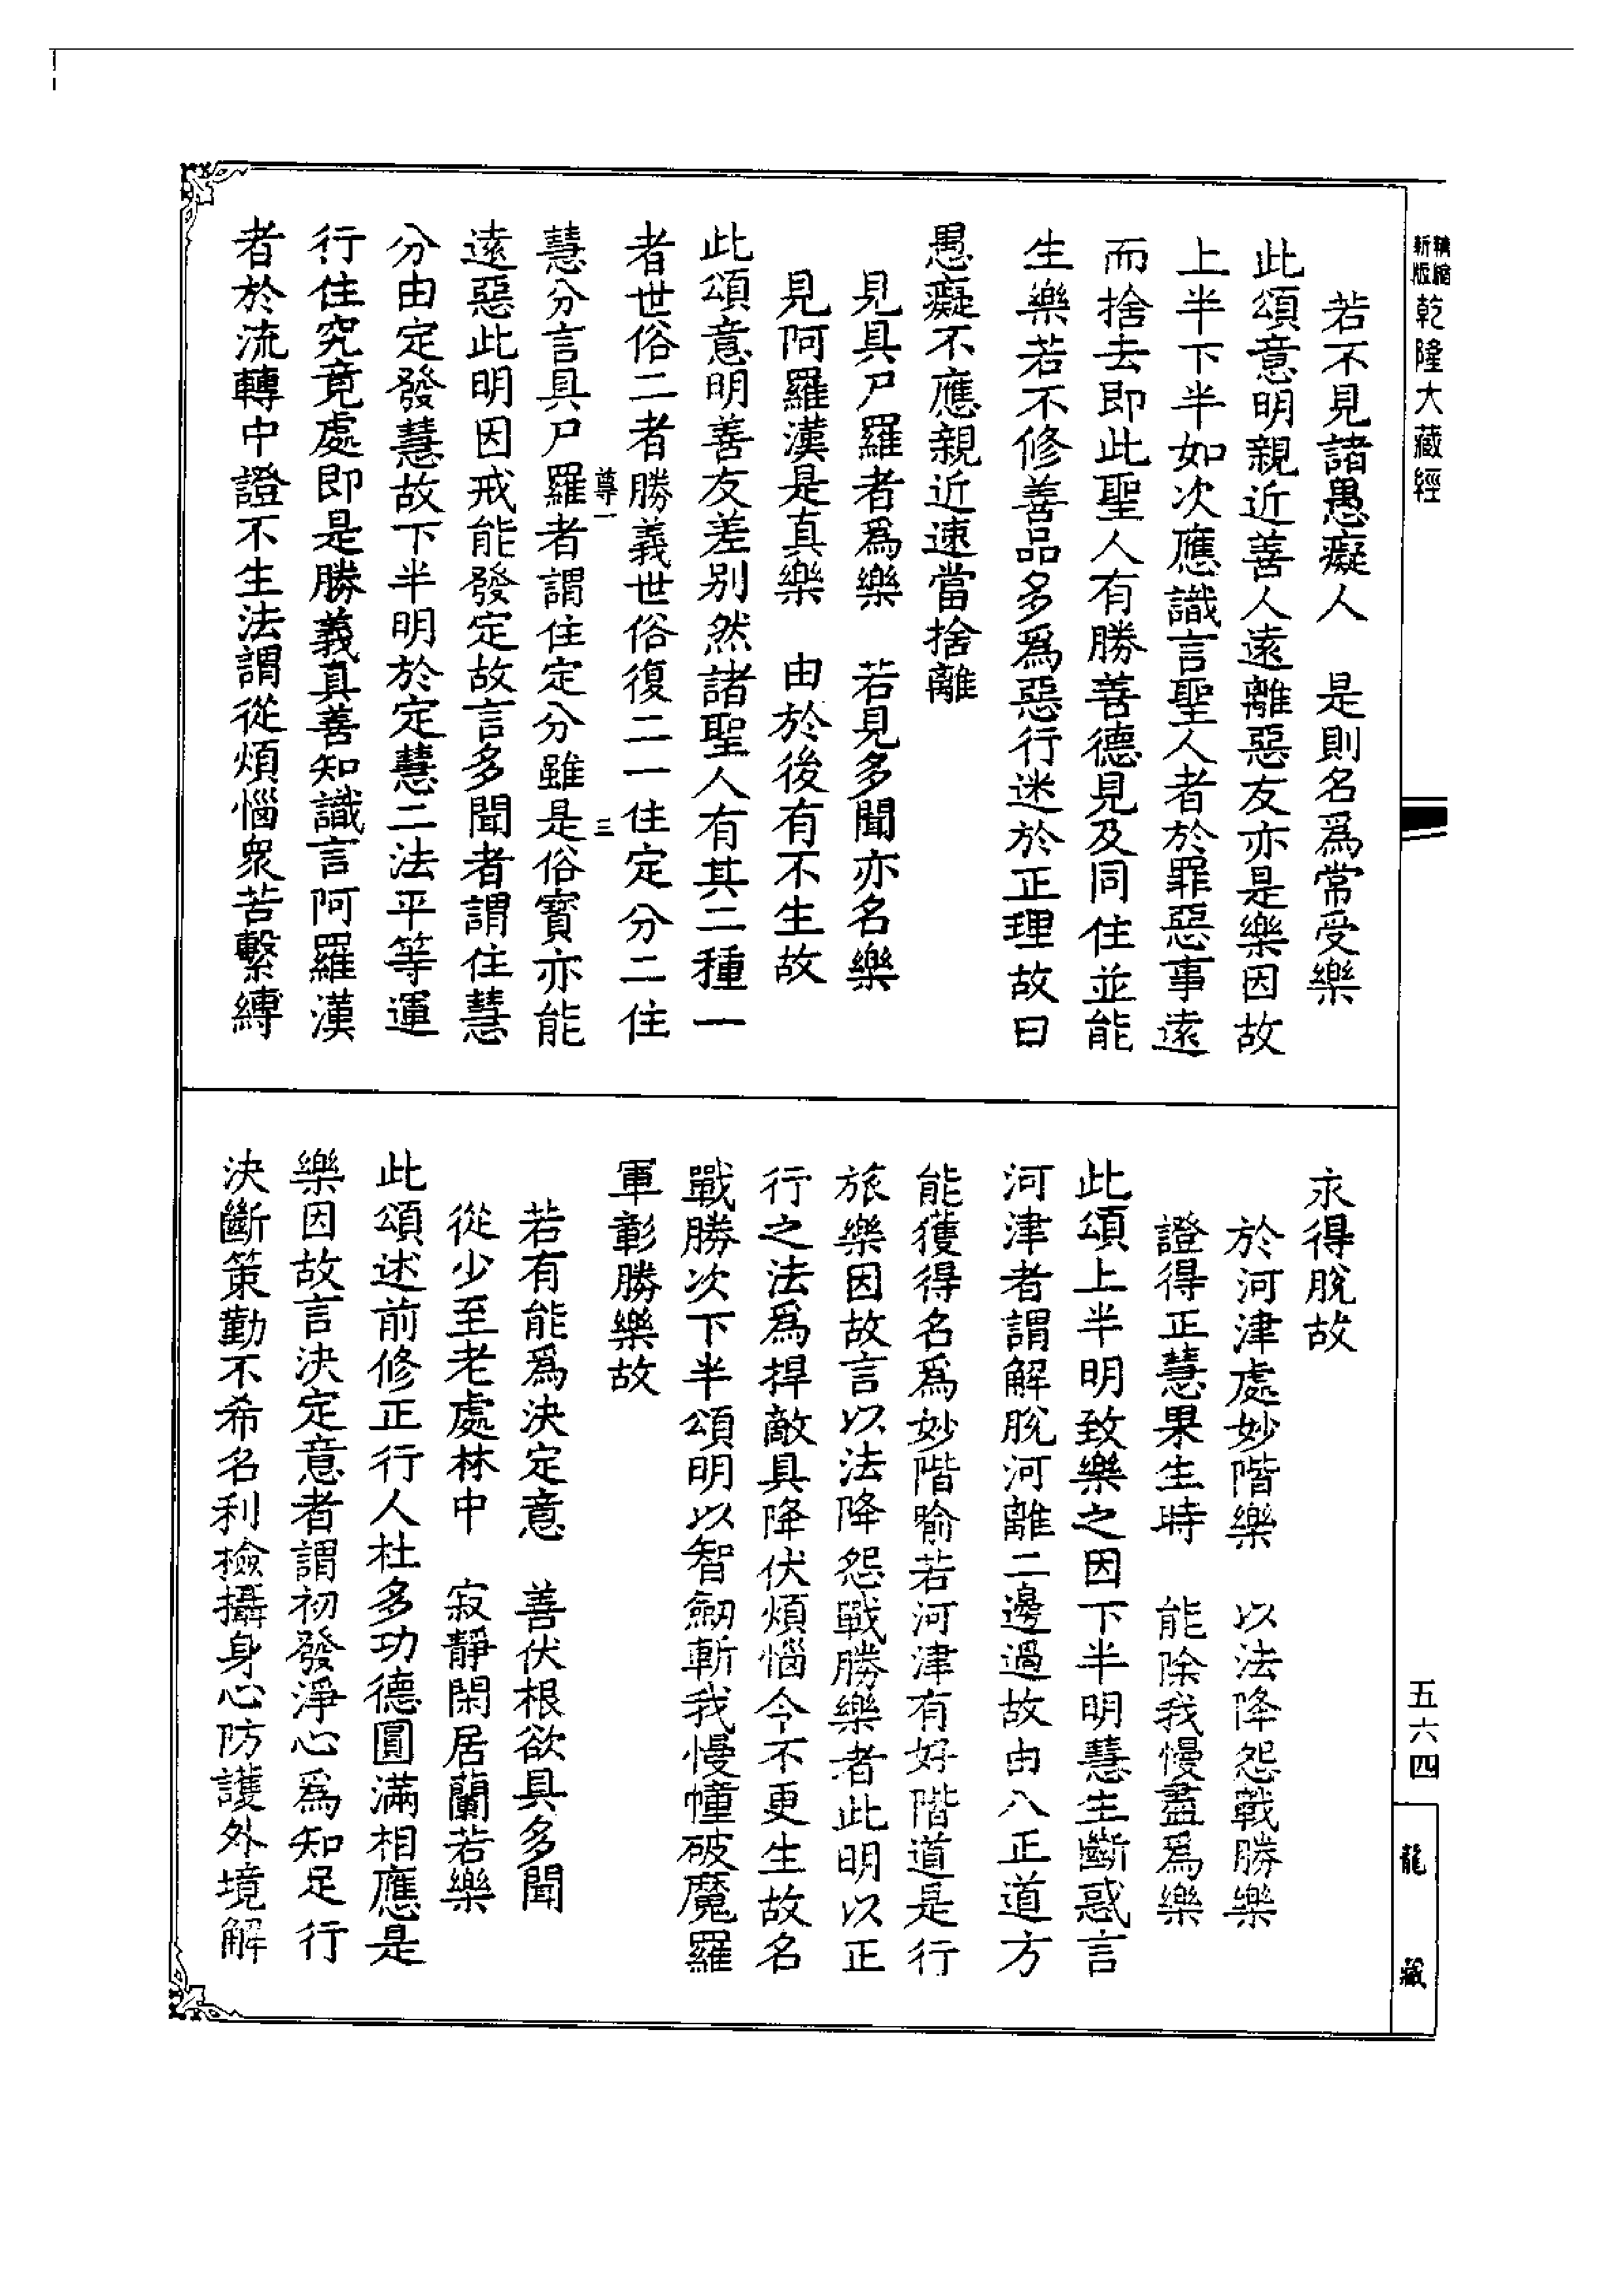 精縮新版乾隆大藏經
若不見諸愚癡人　是則名爲常受樂
此頌意明親近善人遠離惡友亦是樂因故
上半下半如次應識言聖人者於罪惡事遠
而捨去即此聖人有勝善德見及同住並能
生樂若不修善品多爲惡行迷於正理故曰
愚癡不應親近速當捨離
見具尸羅者爲樂　若見多聞亦名樂
見阿羅漢是真樂　由於後有不生故
此頌意明善友差别然諸聖人有其二種一
者世俗二者勝義世俗復二一住定分二住
尊一　三
慧分言具尸羅者謂住定分雖是俗寶亦能
遠惡此明因戒能發定故言多聞者謂住慧
分由定發慧故下半明於定慧二法平等運
行住究竟處即是勝義真善知識言阿羅漢
者於流轉中證不生法謂從煩惱衆苦繫縛
永得脫故
於河津處妙階樂　以法降怨戰勝樂
證得正慧果生時　能除我慢盡爲樂
此頌上半明致樂之因下半明慧生斷惑言
河津者謂解脫河離二邊過故由八正道方
能獲得名爲妙階喻若河津有好階道是行
旅樂因故言以法降怨戰勝樂者此明以正
行之法爲捍敵具降伏煩惱令不更生故名
戰勝次下半頌明以智劒斬我慢幢破魔羅
軍彰勝樂故
若有能爲決定意　善伏根欲具多聞
從少至老處林中　寂靜閑居蘭若樂
此頌述前修正行人杜多功德圓滿相應是
樂因故言決定意者謂初發淨心爲知足行
決斷策勤不希名利撿攝身心防護外境解
五六四
龍藏